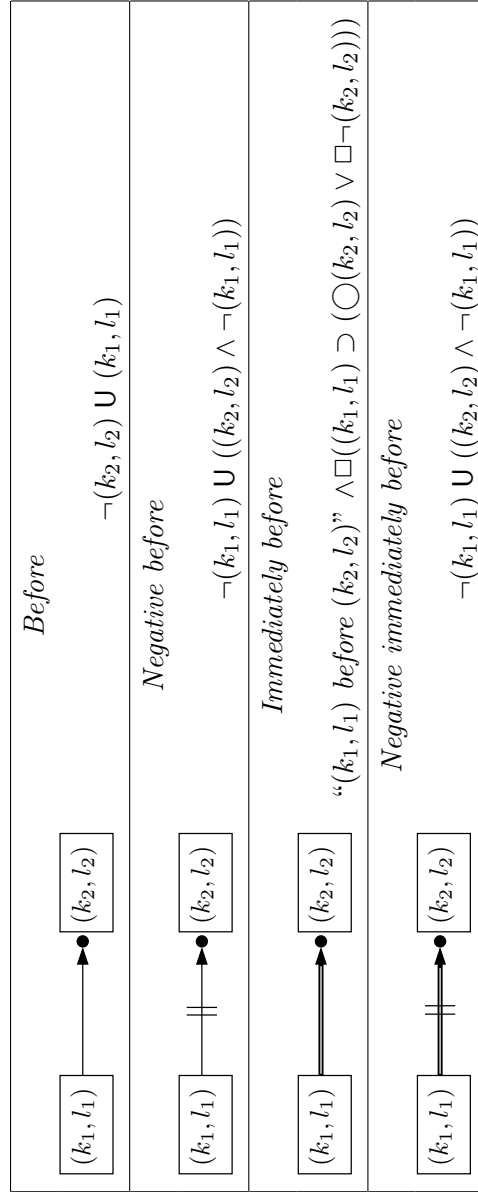 Before
(k₁, l₁) (k₂, l₂)
¬(k₂, l₂) U (k₁, l₁)
Negative before
(k₁, l₁) (k₂, l₂)
¬(k₁, l₁) U ((k₂, l₂) ∧ ¬(k₁, l₁))
Immediately before
(k₁, l₁) (k₂, l₂)
“(k₁, l₁) before (k₂, l₂)” ∧□((k₁, l₁) ⊃ (◯(k₂, l₂) ∨ □¬(k₂, l₂)))
Negative immediately before
(k₁, l₁) (k₂, l₂)
¬(k₁, l₁) U ((k₂, l₂) ∧ ¬(k₁, l₁))